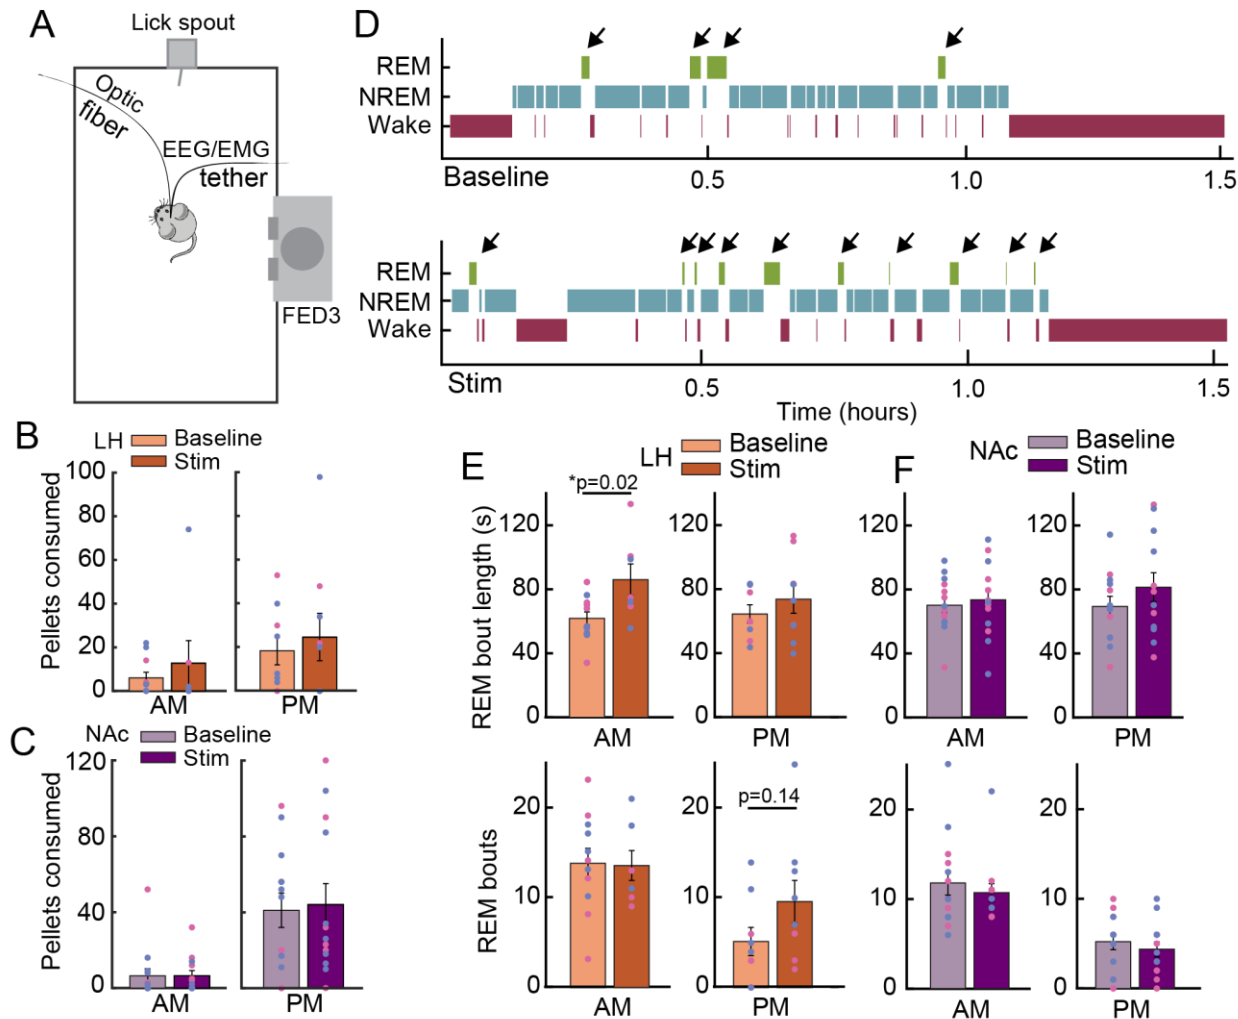 A
Lick spout
Optic
fiber
EEG/EMG
tether
FED3
D
REM
NREM
Wake
Baseline
0.5
1.0
1.5
REM
NREM
Wake
Stim
0.5
1.0
1.5
Time (hours)
B
LH
Baseline
Stim
Pellets consumed
100
80
60
40
20
0
AM
PM
C
NAc
Baseline
Stim
Pellets consumed
120
80
40
0
AM
PM
E
LH
Baseline
Stim
*p=0.02
REM bout length (s)
120
80
40
0
AM
120
80
40
0
PM
REM bouts
20
10
0
AM
p=0.14
20
10
0
PM
F
NAc
Baseline
Stim
120
80
40
0
AM
120
80
40
0
PM
20
10
0
AM
20
10
0
PM